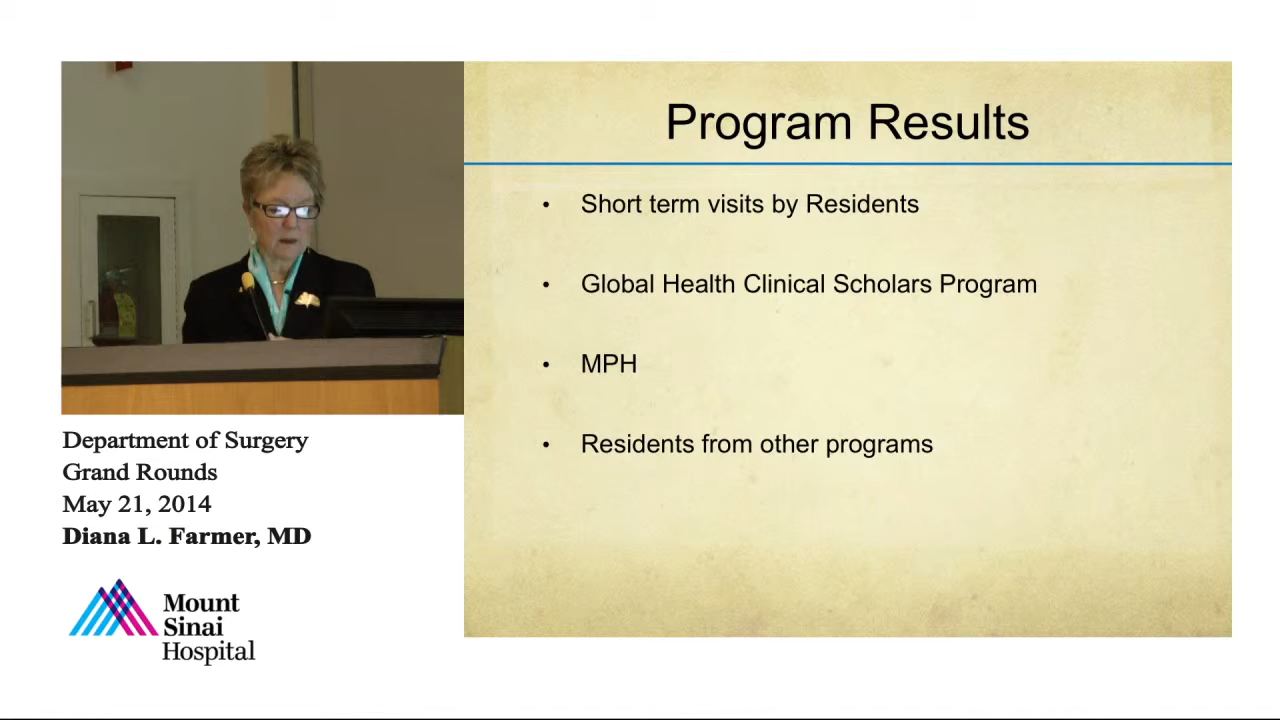 Program Results
• Short term visits by Residents
• Global Health Clinical Scholars Program
• MPH
• Residents from other programs
Department of Surgery
Grand Rounds
May 21, 2014
Diana L. Farmer, MD
Mount
Sinai
Hospital